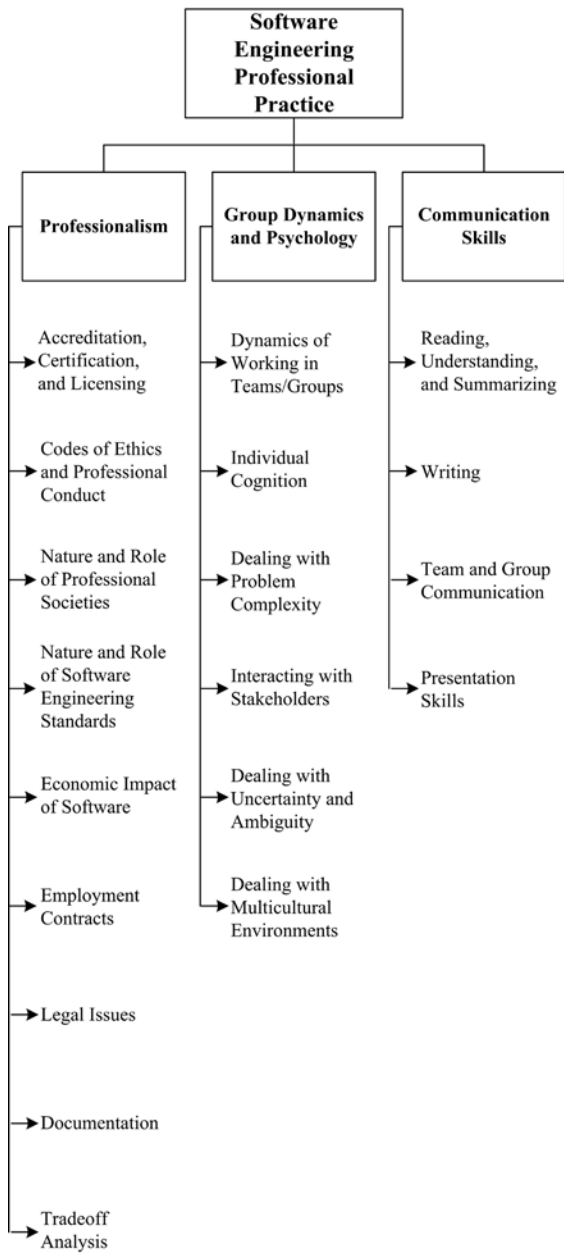 Software
Engineering
Professional
Practice
Professionalism
Group Dynamics
and Psychology
Communication
Skills
Accreditation,
Certification,
and Licensing
Codes of Ethics
and Professional
Conduct
Nature and Role
of Professional
Societies
Nature and Role
of Software
Engineering
Standards
Economic Impact
of Software
Employment
Contracts
Legal Issues
Documentation
Tradeoff
Analysis
Dynamics of
Working in
Teams/Groups
Individual
Cognition
Dealing with
Problem
Complexity
Interacting with
Stakeholders
Dealing with
Uncertainty and
Ambiguity
Dealing with
Multicultural
Environments
Reading,
Understanding,
and Summarizing
Writing
Team and Group
Communication
Presentation
Skills